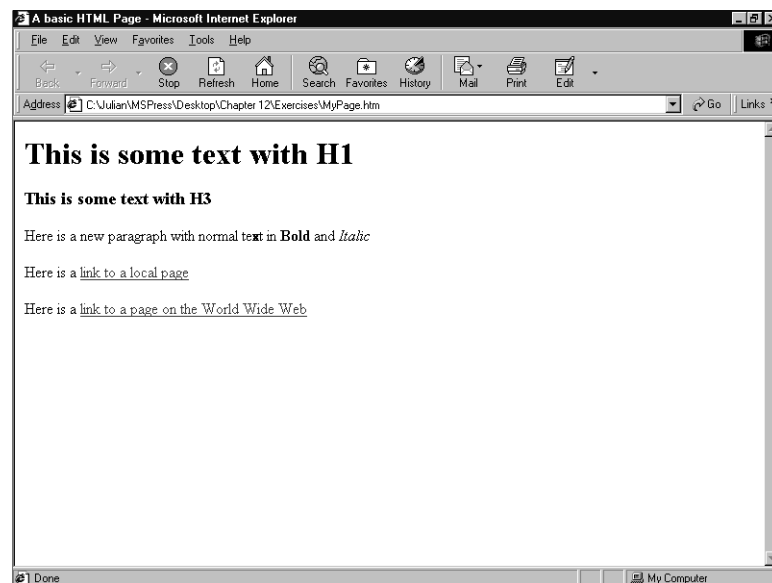 A basic HTML Page - Microsoft Internet Explorer
File Edit View Favorites Tools Help
Back Forward Stop Refresh Home Search Favorites History Mail Print Edit
Address C:\Julian\MSPress\Desktop\Chapter 12\Exercises\MyPage.htm Go Links
This is some text with H1
This is some text with H3
Here is a new paragraph with normal text in Bold and Italic
Here is a link to a local page
Here is a link to a page on the World Wide Web
Done My Computer